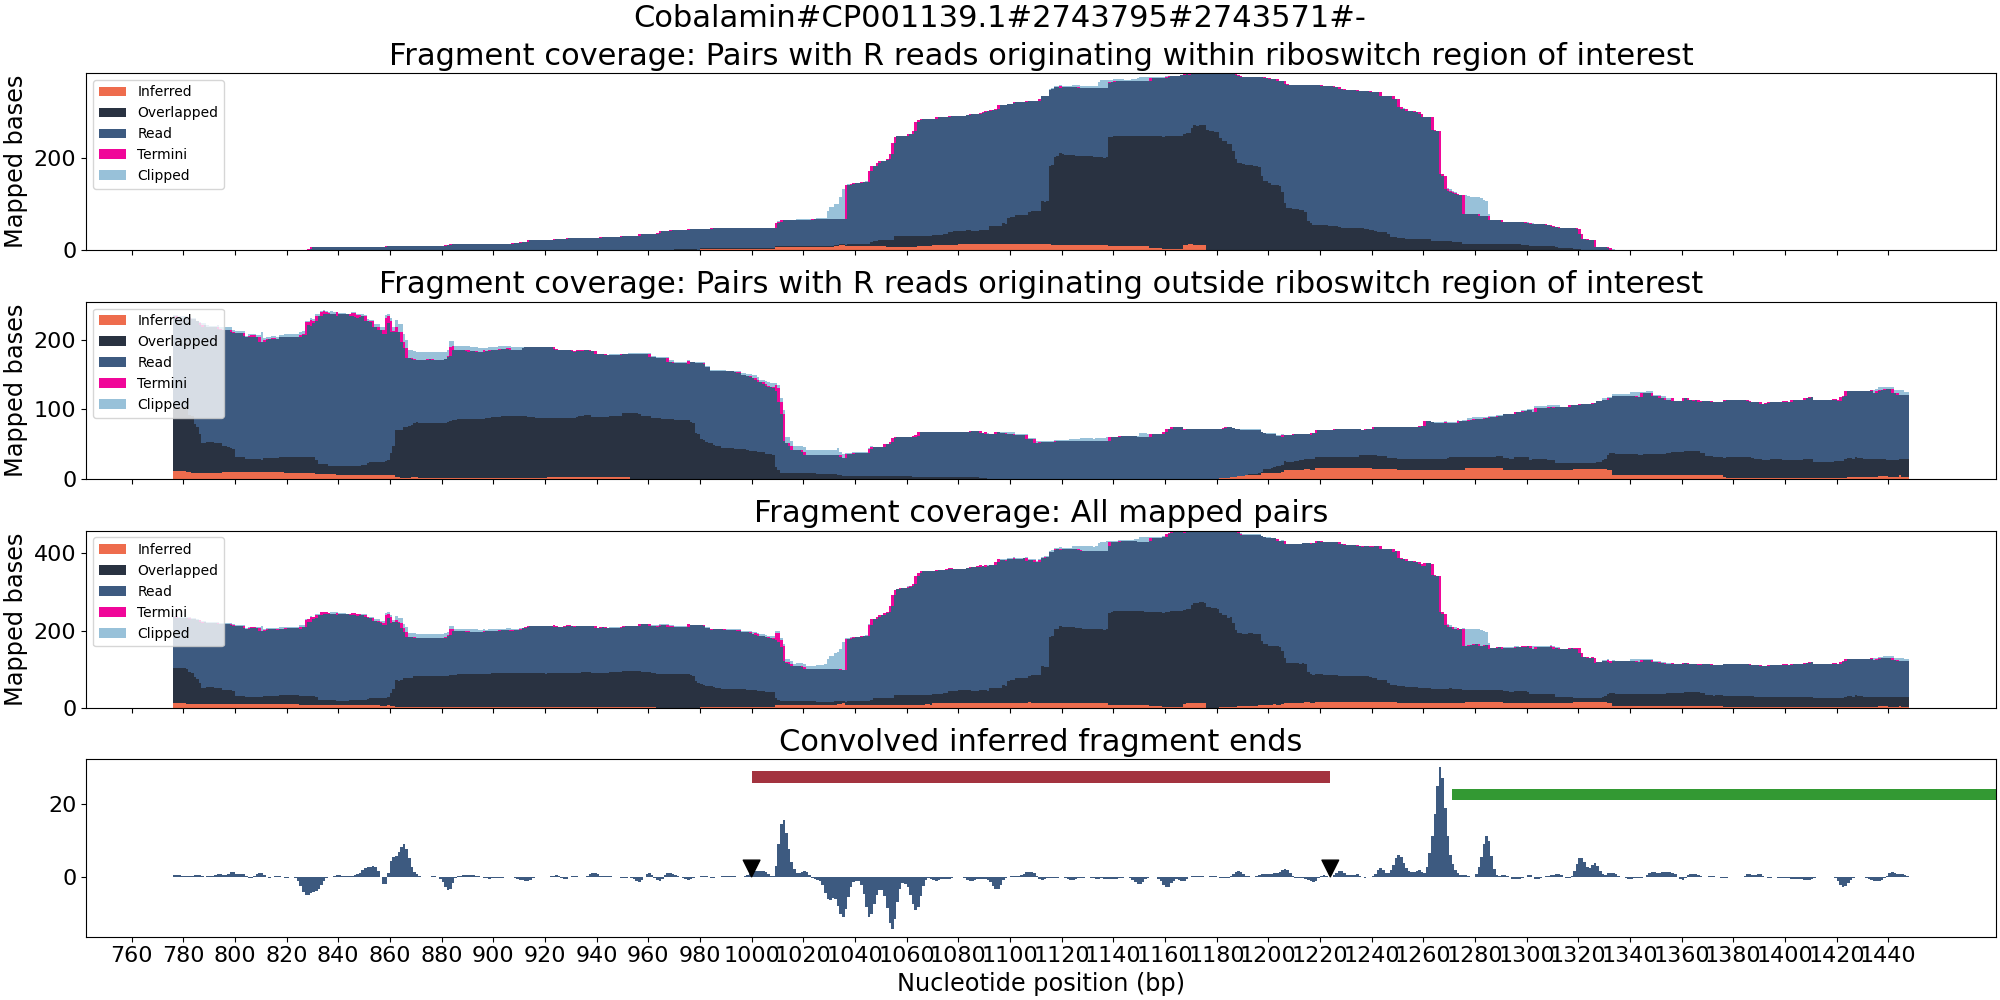 Cobalamin#CP001139.1#2743795#2743571#-
Fragment coverage: Pairs with R reads originating within riboswitch region of interest
Mapped bases
200
0
Inferred
Overlapped
Read
Termini
Clipped
Fragment coverage: Pairs with R reads originating outside riboswitch region of interest
Mapped bases
200
100
0
Inferred
Overlapped
Read
Termini
Clipped
Fragment coverage: All mapped pairs
Mapped bases
400
200
0
Inferred
Overlapped
Read
Termini
Clipped
Convolved inferred fragment ends
20
0
760 780 800 820 840 860 880 900 920 940 960 980 1000 1020 1040 1060 1080 1100 1120 1140 1160 1180 1200 1220 1240 1260 1280 1300 1320 1340 1360 1380 1400 1420 1440
Nucleotide position (bp)